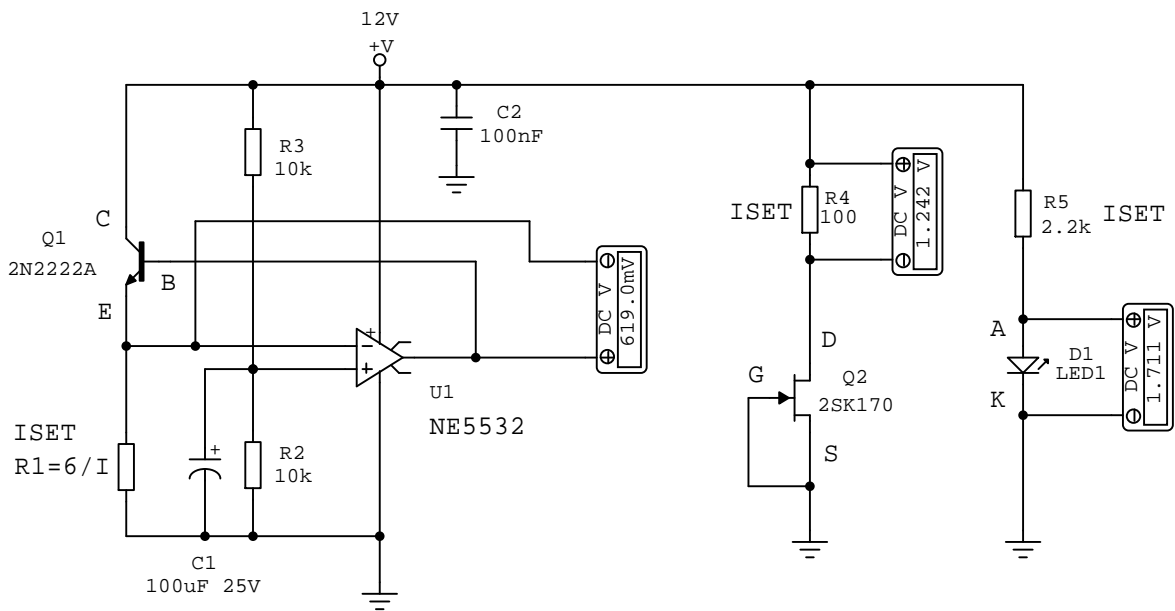 12V
+V
C2
100nF
R3
10k
C
Q1
2N2222A
B
E
ISET
R1=6/I
C1
100uF 25V
R2
10k
U1
NE5532
DC V
619.0mV
ISET
R4
100
DC V
1.242 V
D
G
Q2
2SK170
S
R5
2.2k
ISET
A
D1
LED1
K
DC V
1.711 V